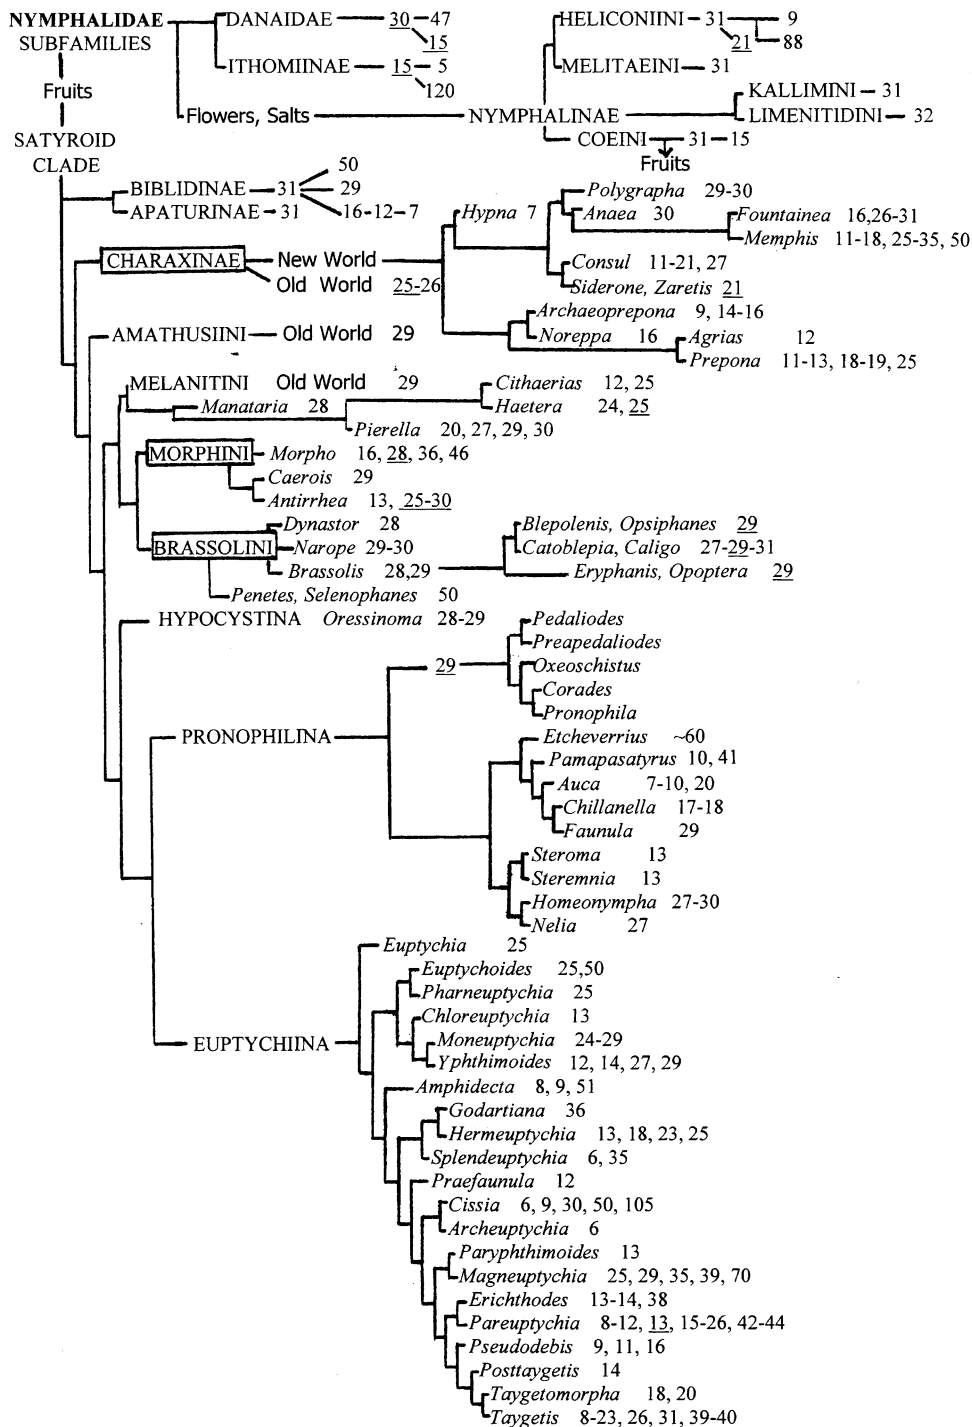 NYMPHALIDAE
SUBFAMILIES
Fruits
SATYROID
CLADE
DANAIDAE 30 47
15
ITHOMIINAE 15 5
120
Flowers, Salts NYMPHALINAE
HELICONIINI 31 9
21 88
MELITAEINI 31
KALLIMINI 31
LIMENITIDINI 32
COEINI 31 15
Fruits
BIBLIDINAE 31 50
29
16-12-7
APATURINAE 31
CHARAXINAE New World
Old World 25-26
Hypna 7
Polygrapha 29-30
Anaea 30
Fountainea 16,26-31
Memphis 11-18, 25-35, 50
Consul 11-21, 27
Siderone, Zaretis 21
Archaeoprepona 9, 14-16
Noreppa 16
Agrias 12
Prepona 11-13, 18-19, 25
AMATHUSIINI Old World 29
MELANITINI Old World 29
Manataria 28
Cithaerias 12, 25
Haetera 24, 25
Pierella 20, 27, 29, 30
MORPHINI Morpho 16, 28, 36, 46
Caerois 29
Antirrhea 13, 25-30
Dynastor 28
BRASSOLINI Narope 29-30
Brassolis 28,29
Blepolenis, Opsiphanes 29
Catoblepia, Caligo 27-29-31
Eryphanis, Opoptera 29
Penetes, Selenophanes 50
HYPOCYSTINA Oressinoma 28-29
PRONOPHILINA
29
Pedaliodes
Preapedaliodes
Oxeoschistus
Corades
Pronophila
Etcheverrius ~60
Pamapasatyrus 10, 41
Auca 7-10, 20
Chillanella 17-18
Faunula 29
Steroma 13
Steremnia 13
Homeonympha 27-30
Nelia 27
EUPTYCHIINA
Euptychia 25
Euptychoides 25,50
Pharneuptychia 25
Chloreuptychia 13
Moneuptychia 24-29
Yphthimoides 12, 14, 27, 29
Amphidecta 8, 9, 51
Godartiana 36
Hermeuptychia 13, 18, 23, 25
Splendeuptychia 6, 35
Praefaunula 12
Cissia 6, 9, 30, 50, 105
Archeuptychia 6
Paryphthimoides 13
Magneuptychia 25, 29, 35, 39, 70
Erichthodes 13-14, 38
Pareuptychia 8-12, 13, 15-26, 42-44
Pseudodebis 9, 11, 16
Posttaygetis 14
Taygetomorpha 18, 20
Taygetis 8-23, 26, 31, 39-40